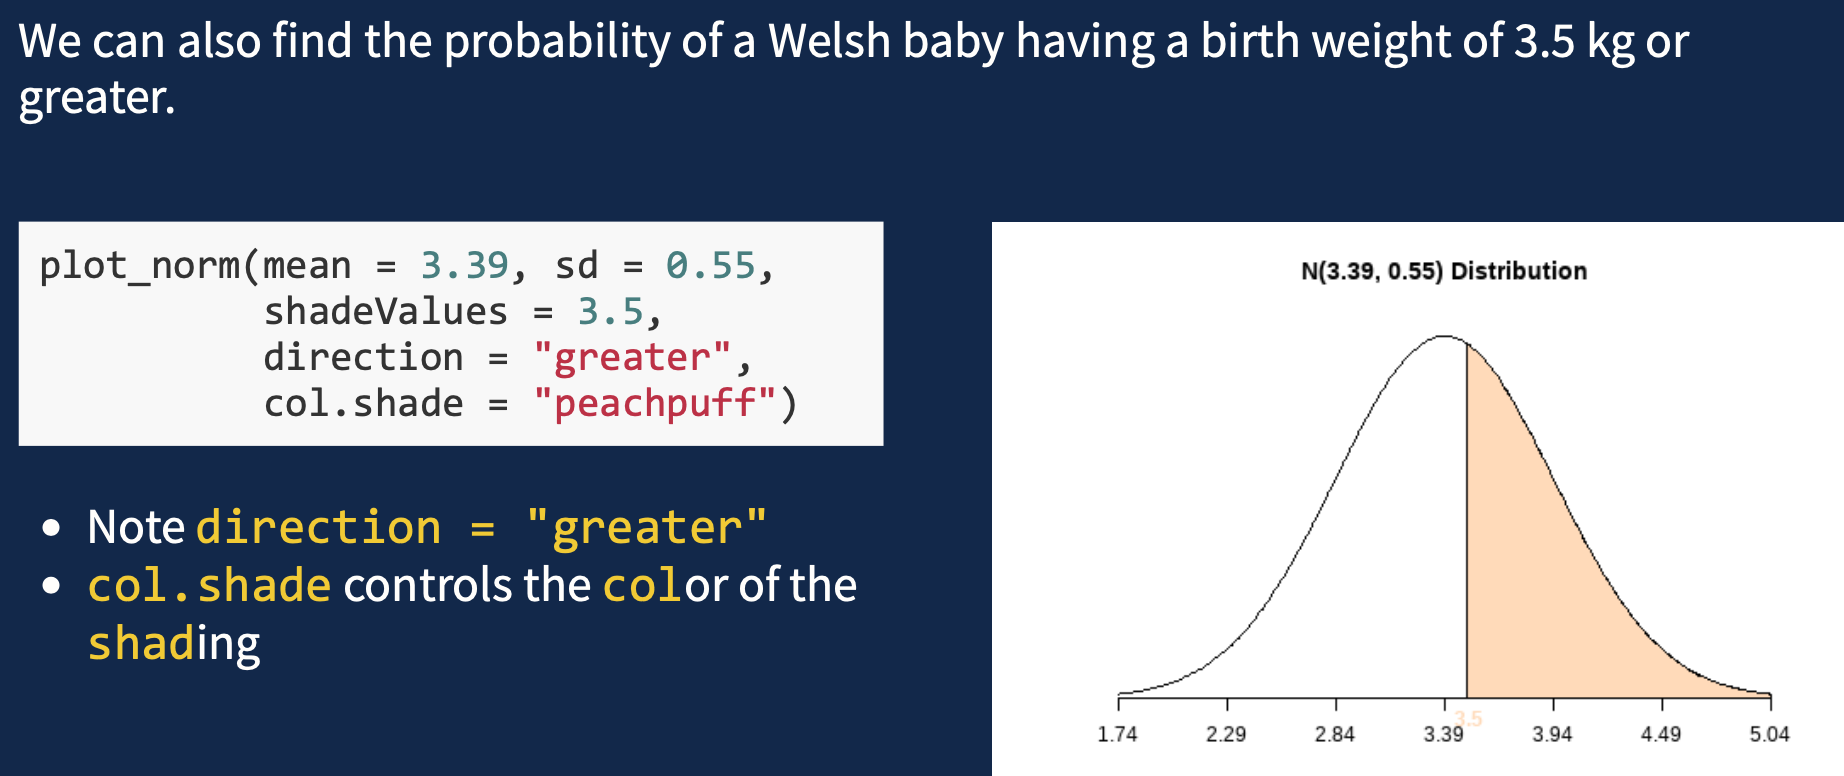 We can also find the probability of a Welsh baby having a birth weight of 3.5 kg or
greater.
plot_norm(mean = 3.39, sd = 0.55,
          shadeValues = 3.5,
          direction = "greater",
          col.shade = "peachpuff")
• Note direction = "greater"
• col.shade controls the color of the
shading
N(3.39, 0.55) Distribution
3.5
1.74 2.29 2.84 3.39 3.94 4.49 5.04